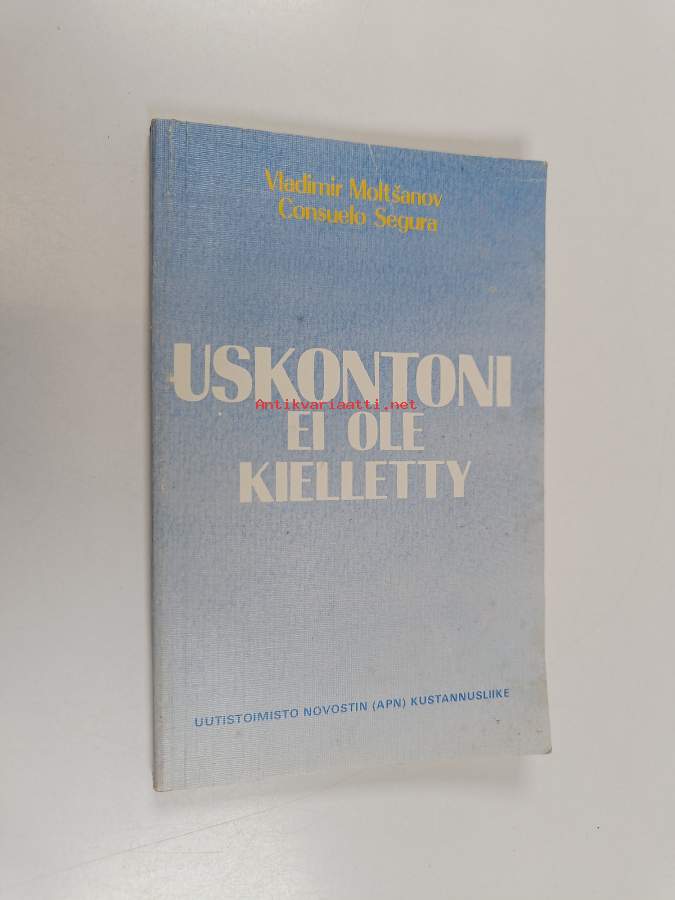 Vladimir Moltšanov
Consuelo Segura
USKONTONI
Antikvariaatti.net
EI OLE
KIELLETTY
UUTISTOIMISTO NOVOSTIN (APN) KUSTANNUSLIIKE